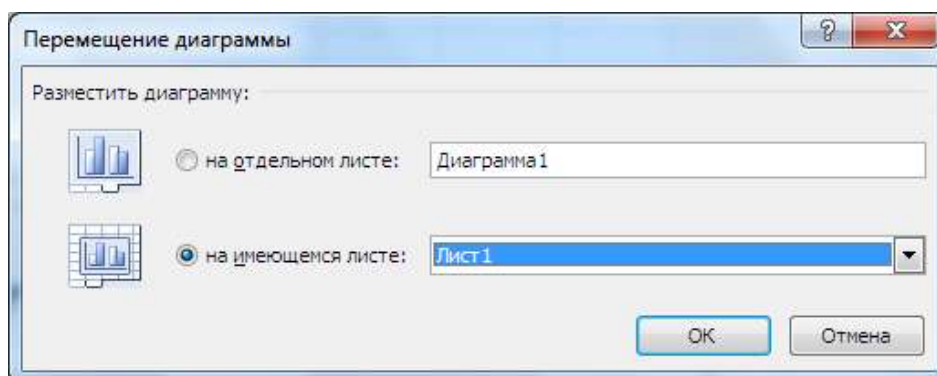 Перемещение диаграммы
Разместить диаграмму:
на отдельном листе: Диаграмма1
на имеющемся листе: Лист1
ОК Отмена